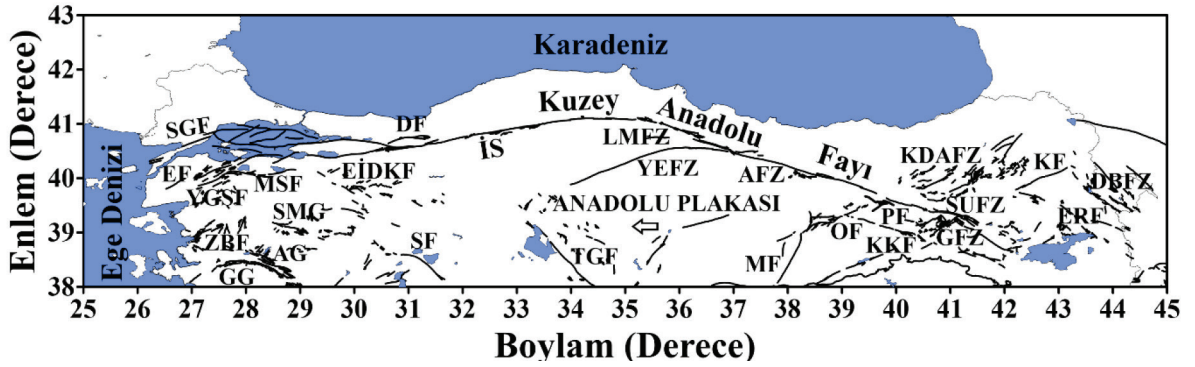 Enlem (Derece)
43
42
41
40
39
38
Karadeniz
Ege Denizi
Kuzey Anadolu Fayı
SGF
DF
İS
LMFZ
YEFZ
AFZ
KDAFZ
KF
DBFZ
EF
MSF
EİDKF
YGSF
SMG
ANADOLU PLAKASI
PF
SUFZ
ERF
ZBF
AG
SF
OF
GFZ
KKF
GG
TGF
MF
25 26 27 28 29 30 31 32 33 34 35 36 37 38 39 40 41 42 43 44 45
Boylam (Derece)